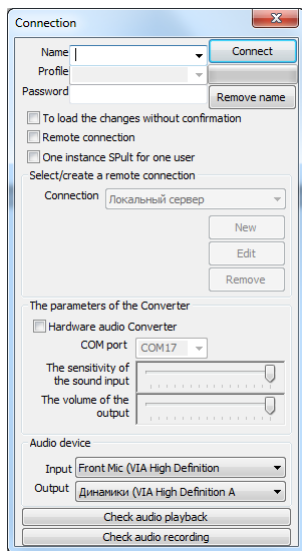 Connection
Name
Connect
Profile
Password
Remove name
To load the changes without confirmation
Remote connection
One instance SPult for one user
Select/create a remote connection
Connection Локальный сервер
New
Edit
Remove
The parameters of the Converter
Hardware audio Converter
COM port COM17
The sensitivity of
the sound input
The volume of the
output
Audio device
Input Front Mic (VIA High Definition
Output Динамики (VIA High Definition A
Check audio playback
Check audio recording